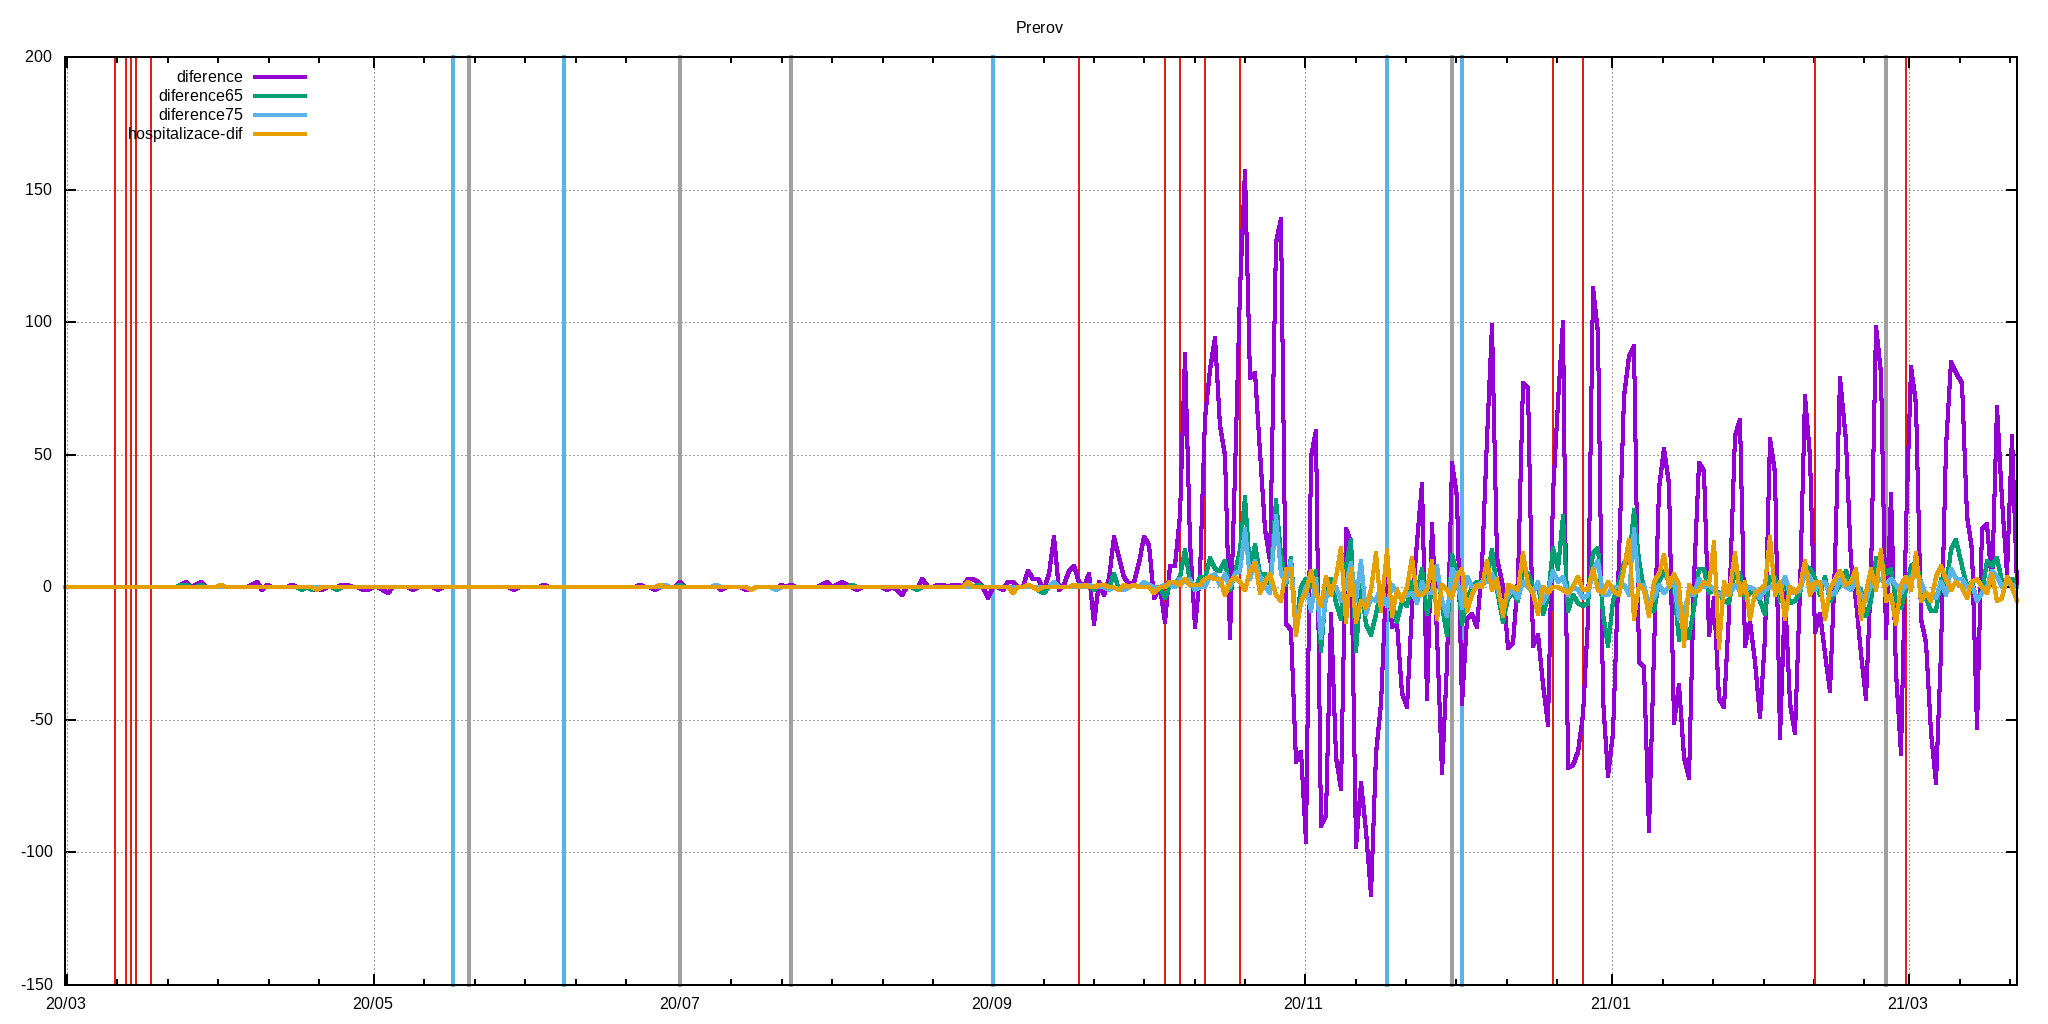 Prerov
200
diference
diference65
diference75
hospitalizace-dif
150
100
50
0
-50
-100
-150
20/03 20/05 20/07 20/09 20/11 21/01 21/03